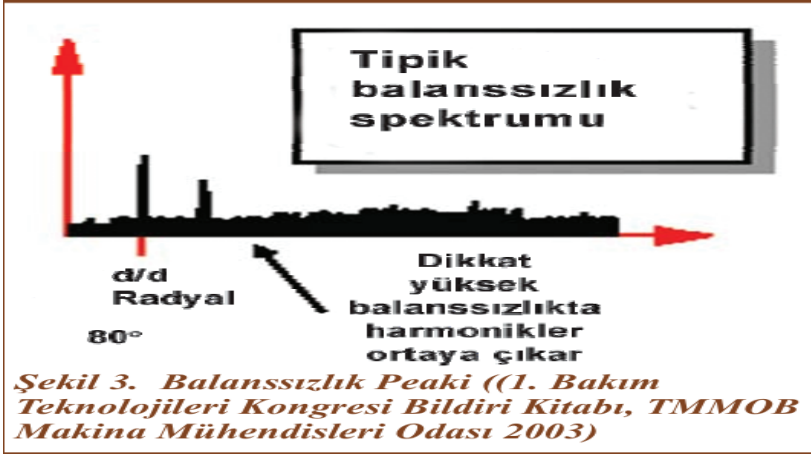 Tipik
balanssızlık
spektrumu
d/d
Radyal
80°
Dikkat
yüksek
balanssızlıkta
harmonikler
ortaya çıkar
Şekil 3. Balanssızlık Peaki ((1. Bakım
Teknolojileri Kongresi Bildiri Kitabı, TMMOB
Makina Mühendisleri Odası 2003)